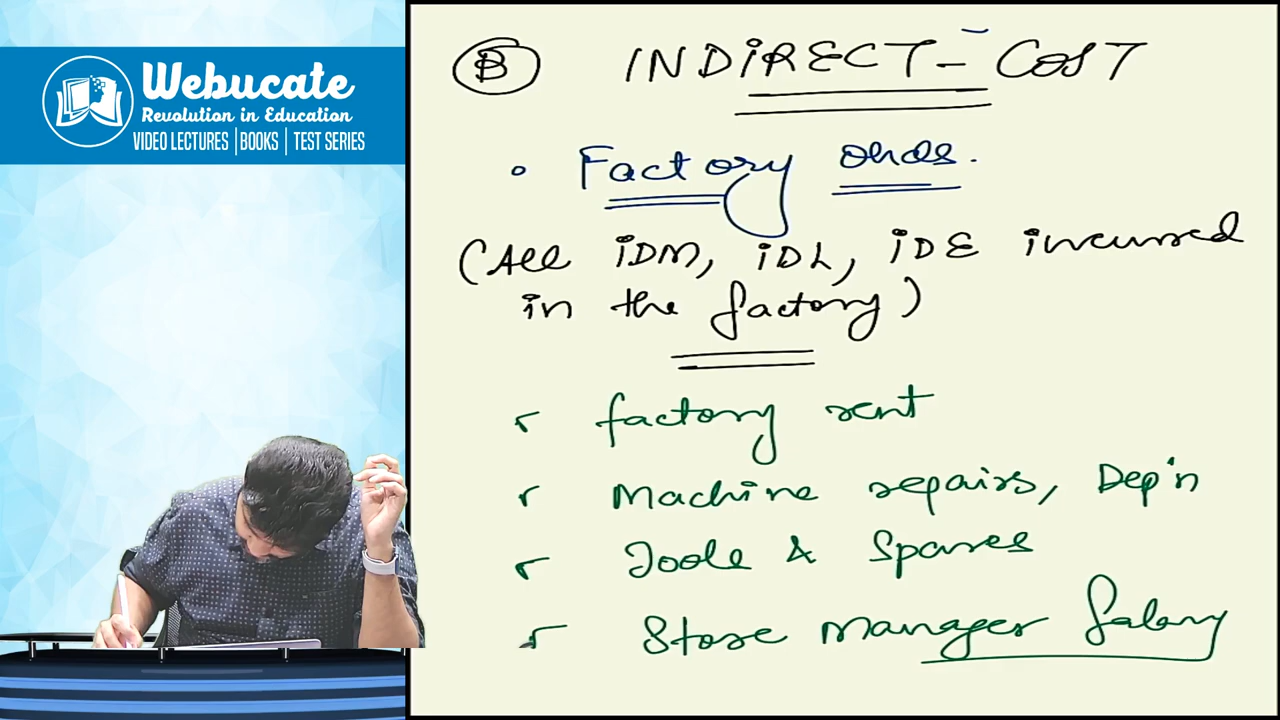 Webucate
Revolution in Education
VIDEO LECTURES | BOOKS | TEST SERIES
B INDIRECT - COST
Factory OHDS.
(All IDM, IDL, IDE incurred
in the factory)
factory rent
Machine repairs, Dep'n
Tools & Spares
Store Manager Salary